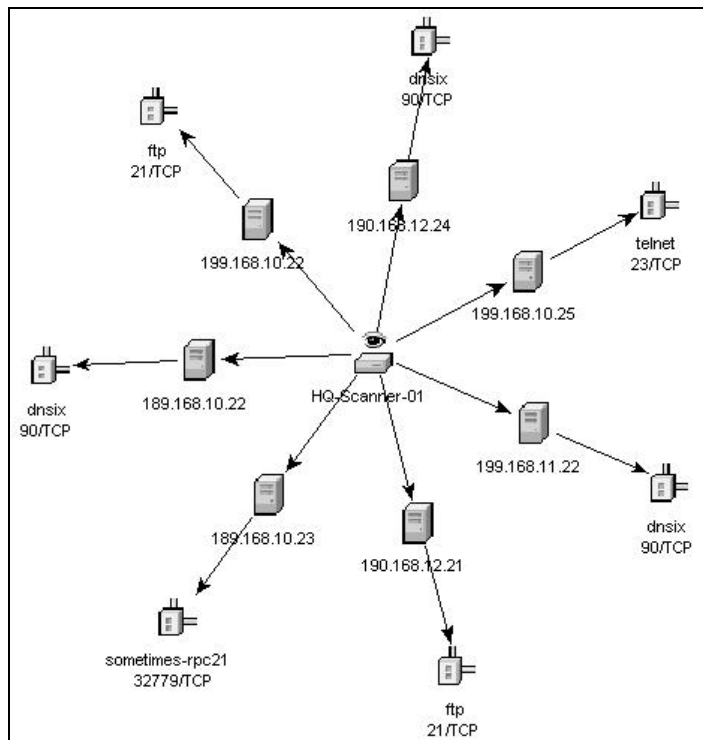 dnsix
90/TCP
ftp
21/TCP
190.168.12.24
telnet
23/TCP
199.168.10.22
199.168.10.25
189.168.10.22
HQ-Scanner-01
dnsix
90/TCP
199.168.11.22
189.168.10.23
190.168.12.21
dnsix
90/TCP
sometimes-rpc21
32779/TCP
ftp
21/TCP